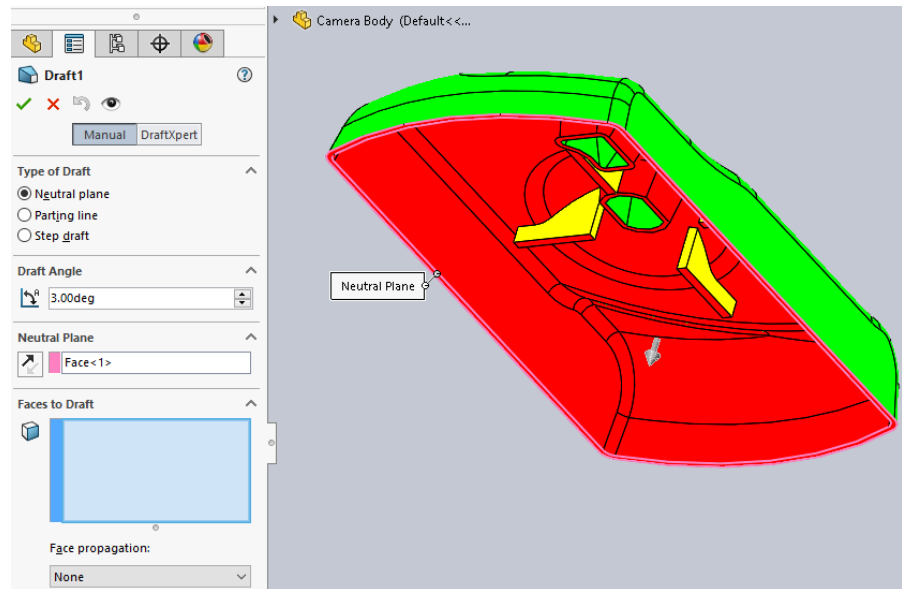 Camera Body (Default<<...
Draft1
Manual
DraftXpert
Type of Draft
Neutral plane
Parting line
Step draft
Draft Angle
3.00deg
Neutral Plane
Face<1>
Faces to Draft
Face propagation:
None
Neutral Plane